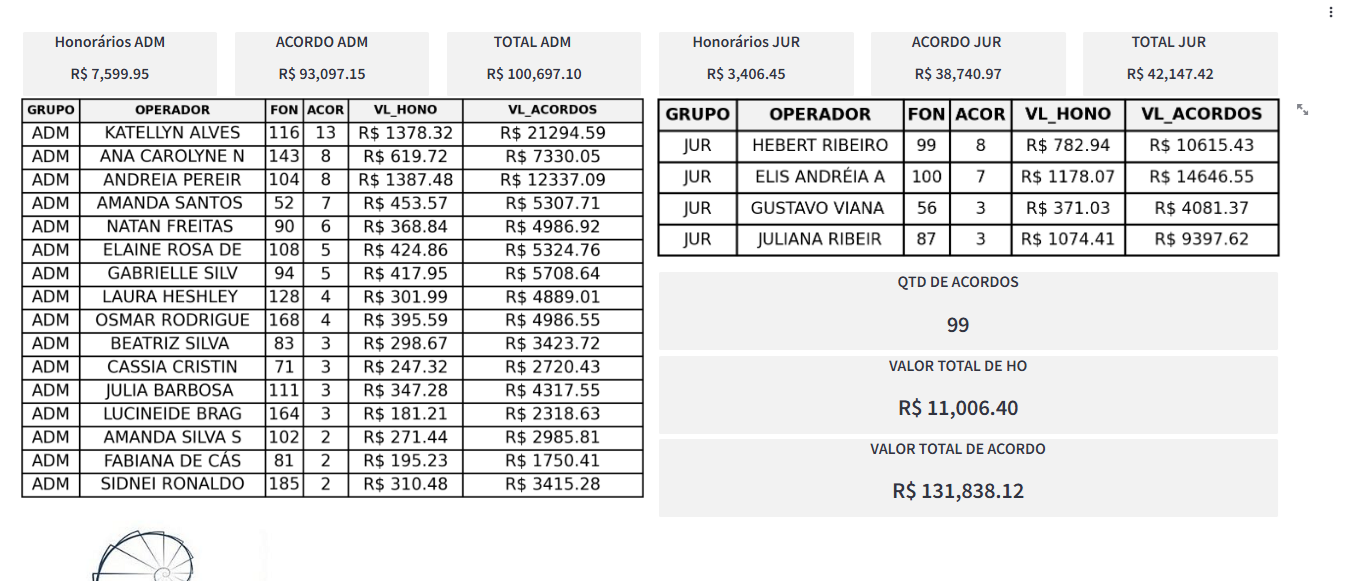 Honorários ADM
R$ 7,599.95
ACORDO ADM
R$ 93,097.15
TOTAL ADM
R$ 100,697.10
Honorários JUR
R$ 3,406.45
ACORDO JUR
R$ 38,740.97
TOTAL JUR
R$ 42,147.42
GRUPO OPERADOR FON ACOR VL_HONO VL_ACORDOS
ADM KATELLYN ALVES 116 13 R$ 1378.32 R$ 21294.59
ADM ANA CAROLYNE N 143 8 R$ 619.72 R$ 7330.05
ADM ANDREIA PEREIR 104 8 R$ 1387.48 R$ 12337.09
ADM AMANDA SANTOS 52 7 R$ 453.57 R$ 5307.71
ADM NATAN FREITAS 90 6 R$ 368.84 R$ 4986.92
ADM ELAINE ROSA DE 108 5 R$ 424.86 R$ 5324.76
ADM GABRIELLE SILV 94 5 R$ 417.95 R$ 5708.64
ADM LAURA HESHLEY 128 4 R$ 301.99 R$ 4889.01
ADM OSMAR RODRIGUE 168 4 R$ 395.59 R$ 4986.55
ADM BEATRIZ SILVA 83 3 R$ 298.67 R$ 3423.72
ADM CASSIA CRISTIN 71 3 R$ 247.32 R$ 2720.43
ADM JULIA BARBOSA 111 3 R$ 347.28 R$ 4317.55
ADM LUCINEIDE BRAG 164 3 R$ 181.21 R$ 2318.63
ADM AMANDA SILVA S 102 2 R$ 271.44 R$ 2985.81
ADM FABIANA DE CÁS 81 2 R$ 195.23 R$ 1750.41
ADM SIDNEI RONALDO 185 2 R$ 310.48 R$ 3415.28
GRUPO OPERADOR FON ACOR VL_HONO VL_ACORDOS
JUR HEBERT RIBEIRO 99 8 R$ 782.94 R$ 10615.43
JUR ELIS ANDRÉIA A 100 7 R$ 1178.07 R$ 14646.55
JUR GUSTAVO VIANA 56 3 R$ 371.03 R$ 4081.37
JUR JULIANA RIBEIR 87 3 R$ 1074.41 R$ 9397.62
QTD DE ACORDOS
99
VALOR TOTAL DE HO
R$ 11,006.40
VALOR TOTAL DE ACORDO
R$ 131,838.12